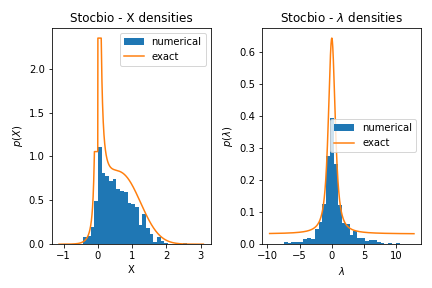 Stocbio - X densities
numerical
exact
p(X)
2.0
1.5
1.0
0.5
0.0
-1 0 1 2 3
X
Stocbio - λ densities
numerical
exact
p(λ)
0.6
0.5
0.4
0.3
0.2
0.1
0.0
-10 -5 0 5 10
λ